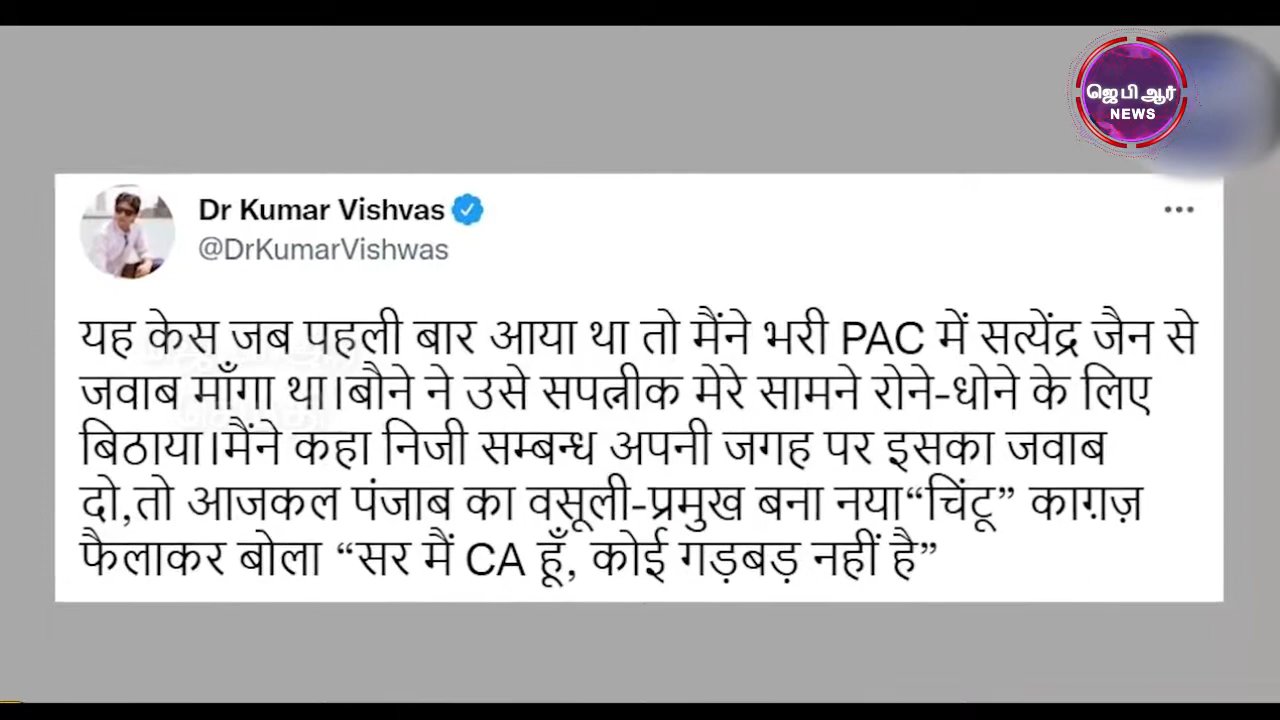 ஜெ பி ஆர்
NEWS
Dr Kumar Vishvas
@DrKumarVishwas
यह केस जब पहली बार आया था तो मैंने भरी PAC में सत्येंद्र जैन से
जवाब माँगा था।बौने ने उसे सपत्नीक मेरे सामने रोने-धोने के लिए
बिठाया।मैंने कहा निजी सम्बन्ध अपनी जगह पर इसका जवाब
दो,तो आजकल पंजाब का वसूली-प्रमुख बना नया“चिंटू” काग़ज़
फैलाकर बोला “सर मैं CA हूँ, कोई गड़बड़ नहीं है”